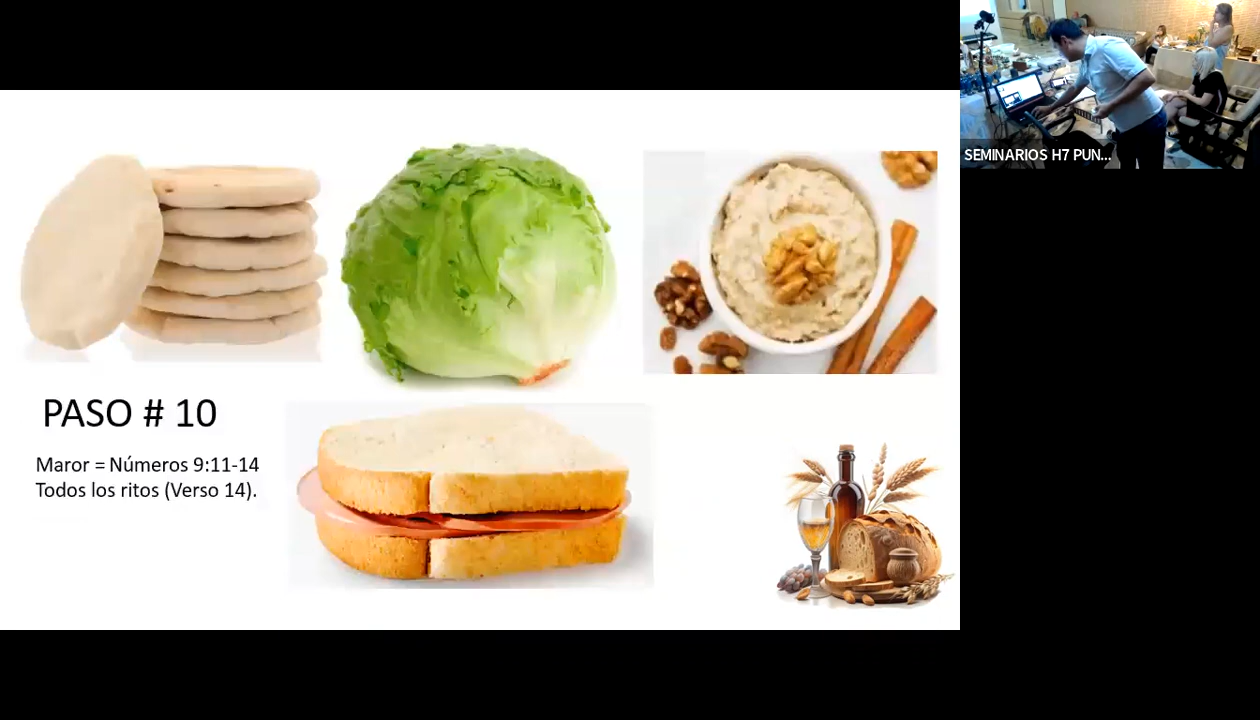 SEMINARIOS H7 PUN...
PASO # 10
Maror = Números 9:11-14
Todos los ritos (Verso 14).